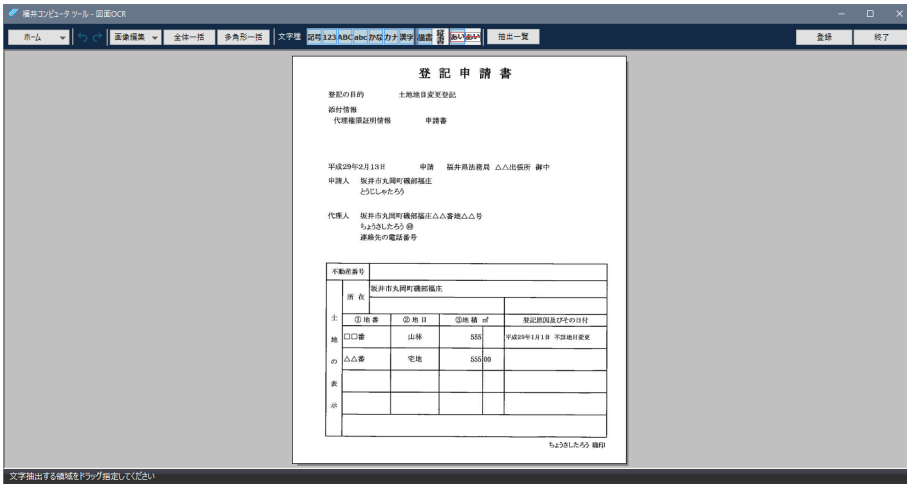 福井コンピュータ ツール - 図面OCR
ホーム 画像編集 全体一括 多角形一括 文字種 記号 123 ABC abc かな カナ 漢字 横書 縦書 あい あい 抽出一覧 登録 終了
登記申請書
登記の目的 土地地目変更登記
添付情報
代理権限証明情報 申請書
平成29年2月13日 申請 福井県法務局 △△出張所 御中
申請人 坂井市丸岡町磯部福庄
とうじしゃたろう
代理人 坂井市丸岡町磯部福庄△△番地△△号
ちょうさしたろう ㊞
連絡先の電話番号
不動産番号
土地の表示
所在 坂井市丸岡町磯部福庄
①地番 ②地目 ③地積 ㎡ 登記原因及びその日付
□□番 山林 555 平成29年1月1日 不詳地目変更
△△番 宅地 555 00
ちょうさしたろう 職印
文字抽出する領域をドラッグ指定してください